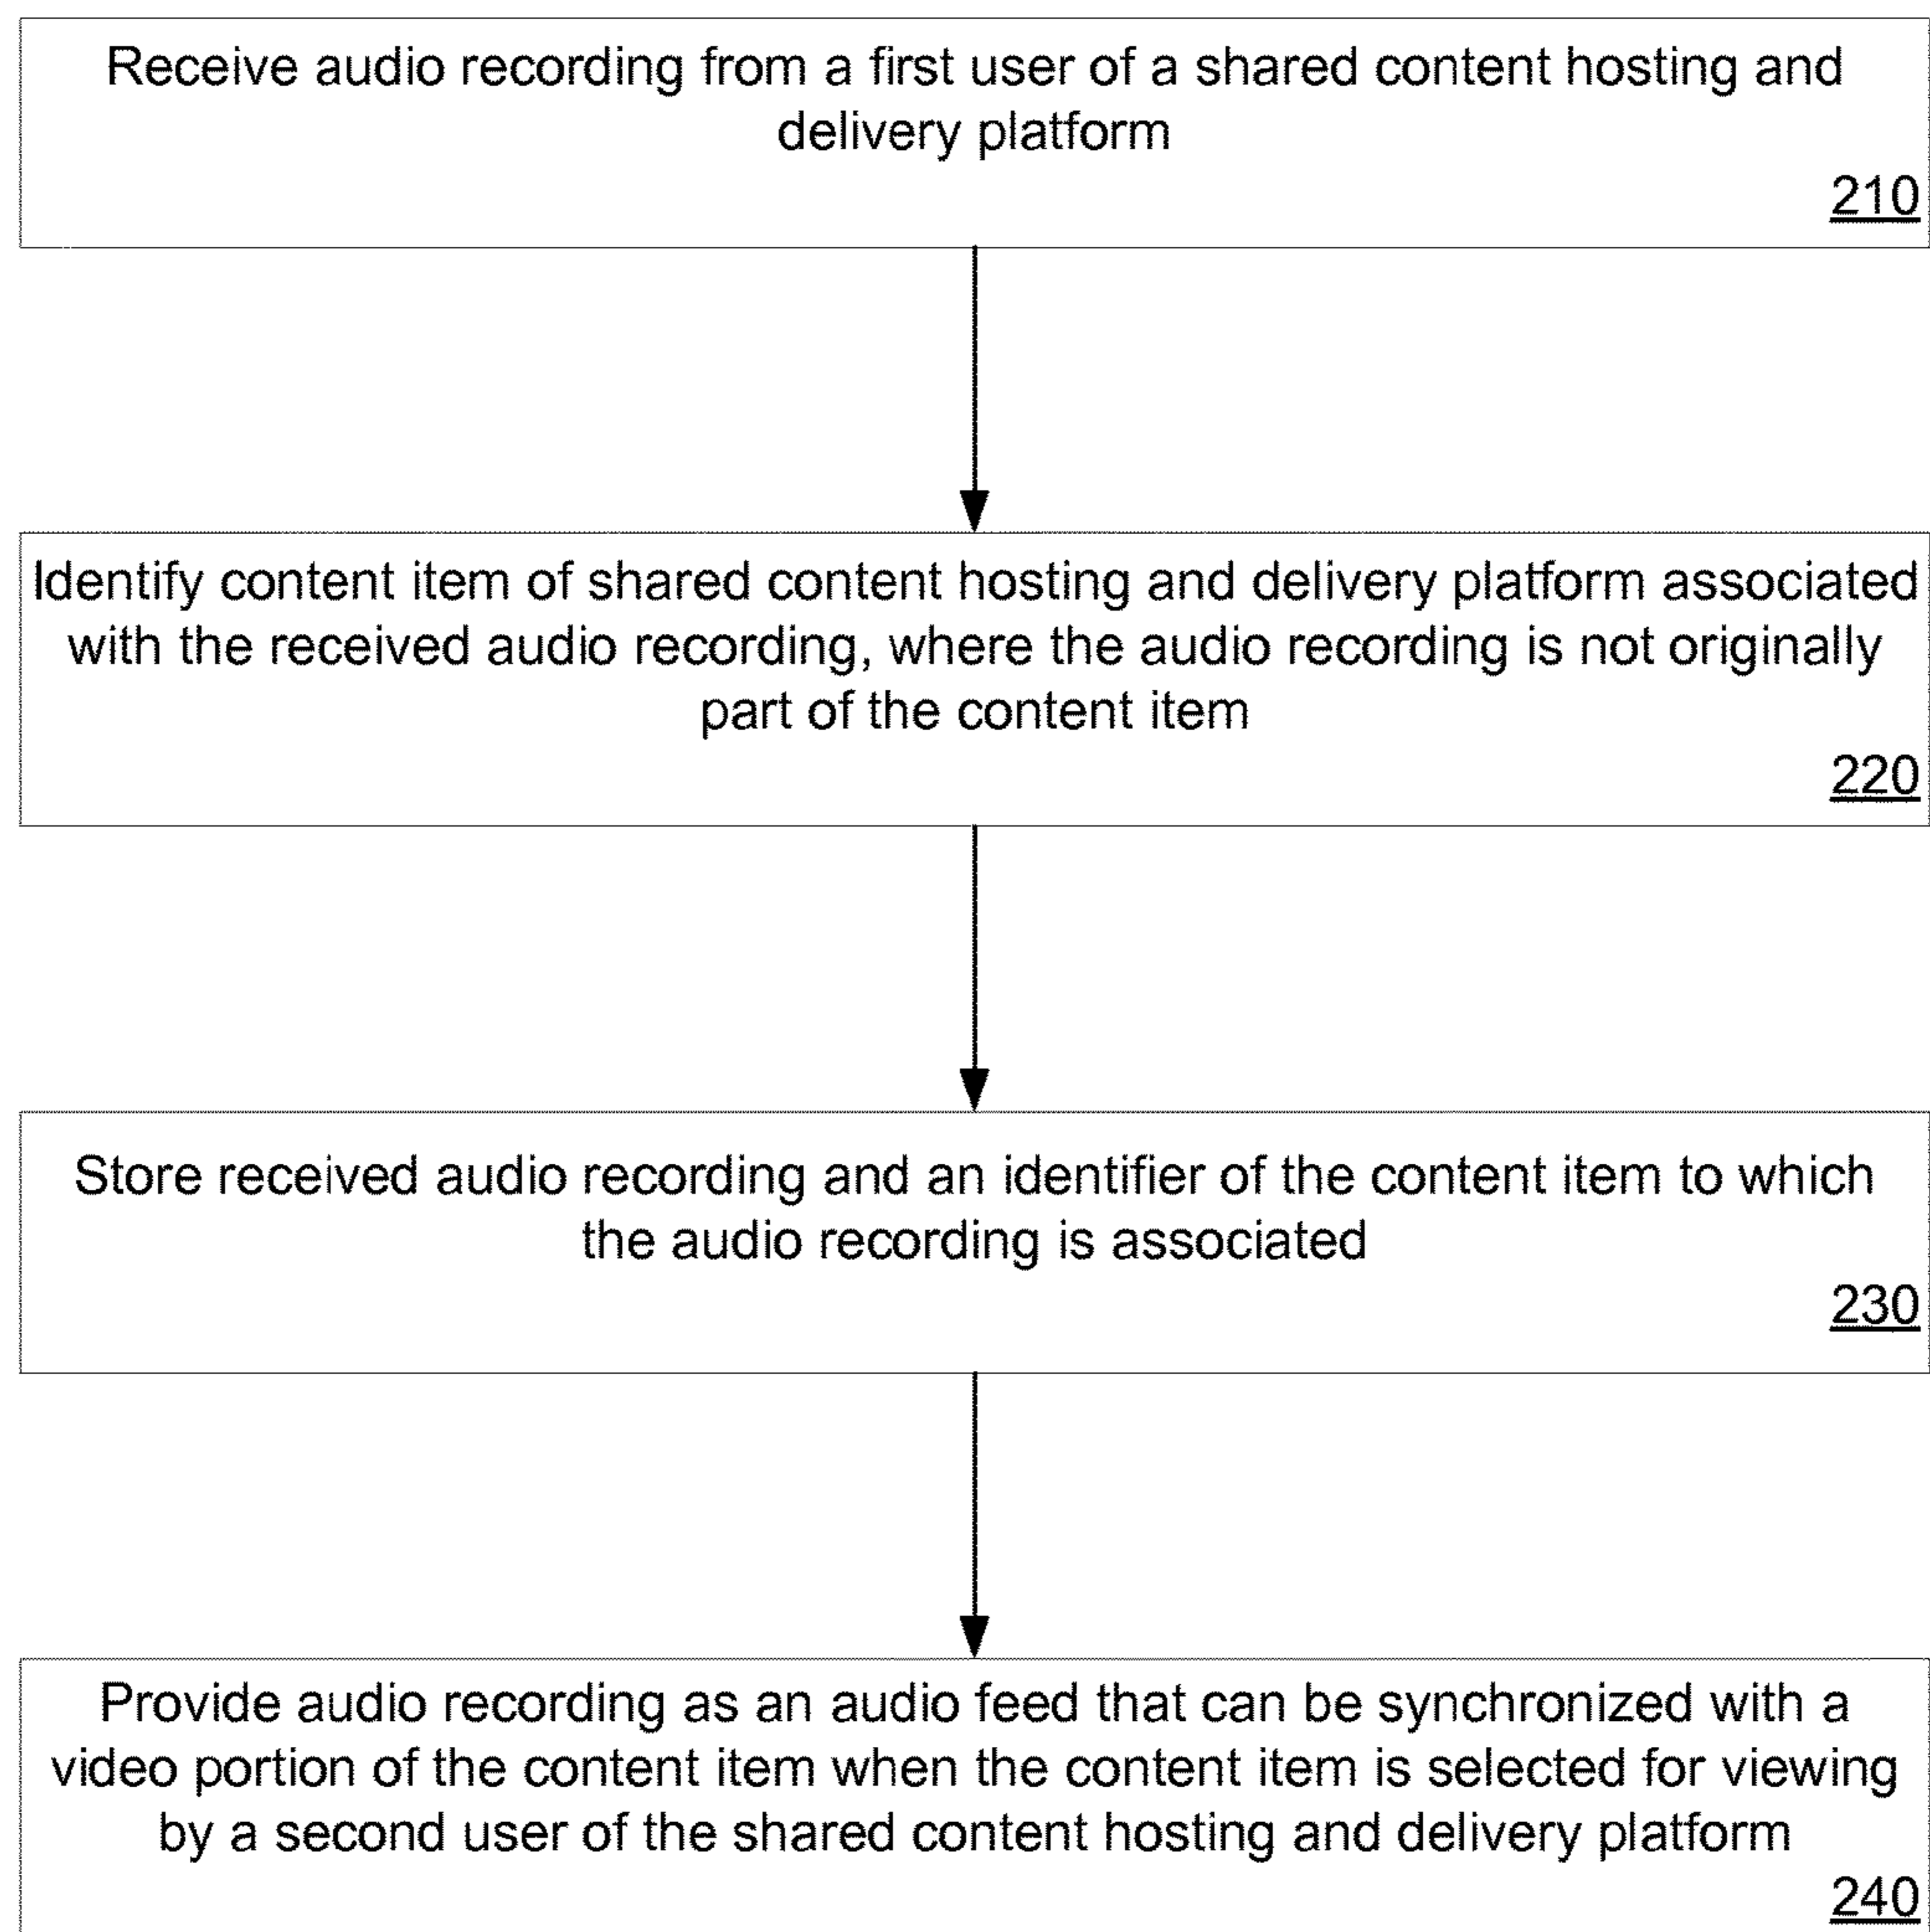 Receive audio recording from a first user of a shared content hosting and
delivery platform
210
Identify content item of shared content hosting and delivery platform associated
with the received audio recording, where the audio recording is not originally
part of the content item
220
Store received audio recording and an identifier of the content item to which
the audio recording is associated
230
Provide audio recording as an audio feed that can be synchronized with a
video portion of the content item when the content item is selected for viewing
by a second user of the shared content hosting and delivery platform
240